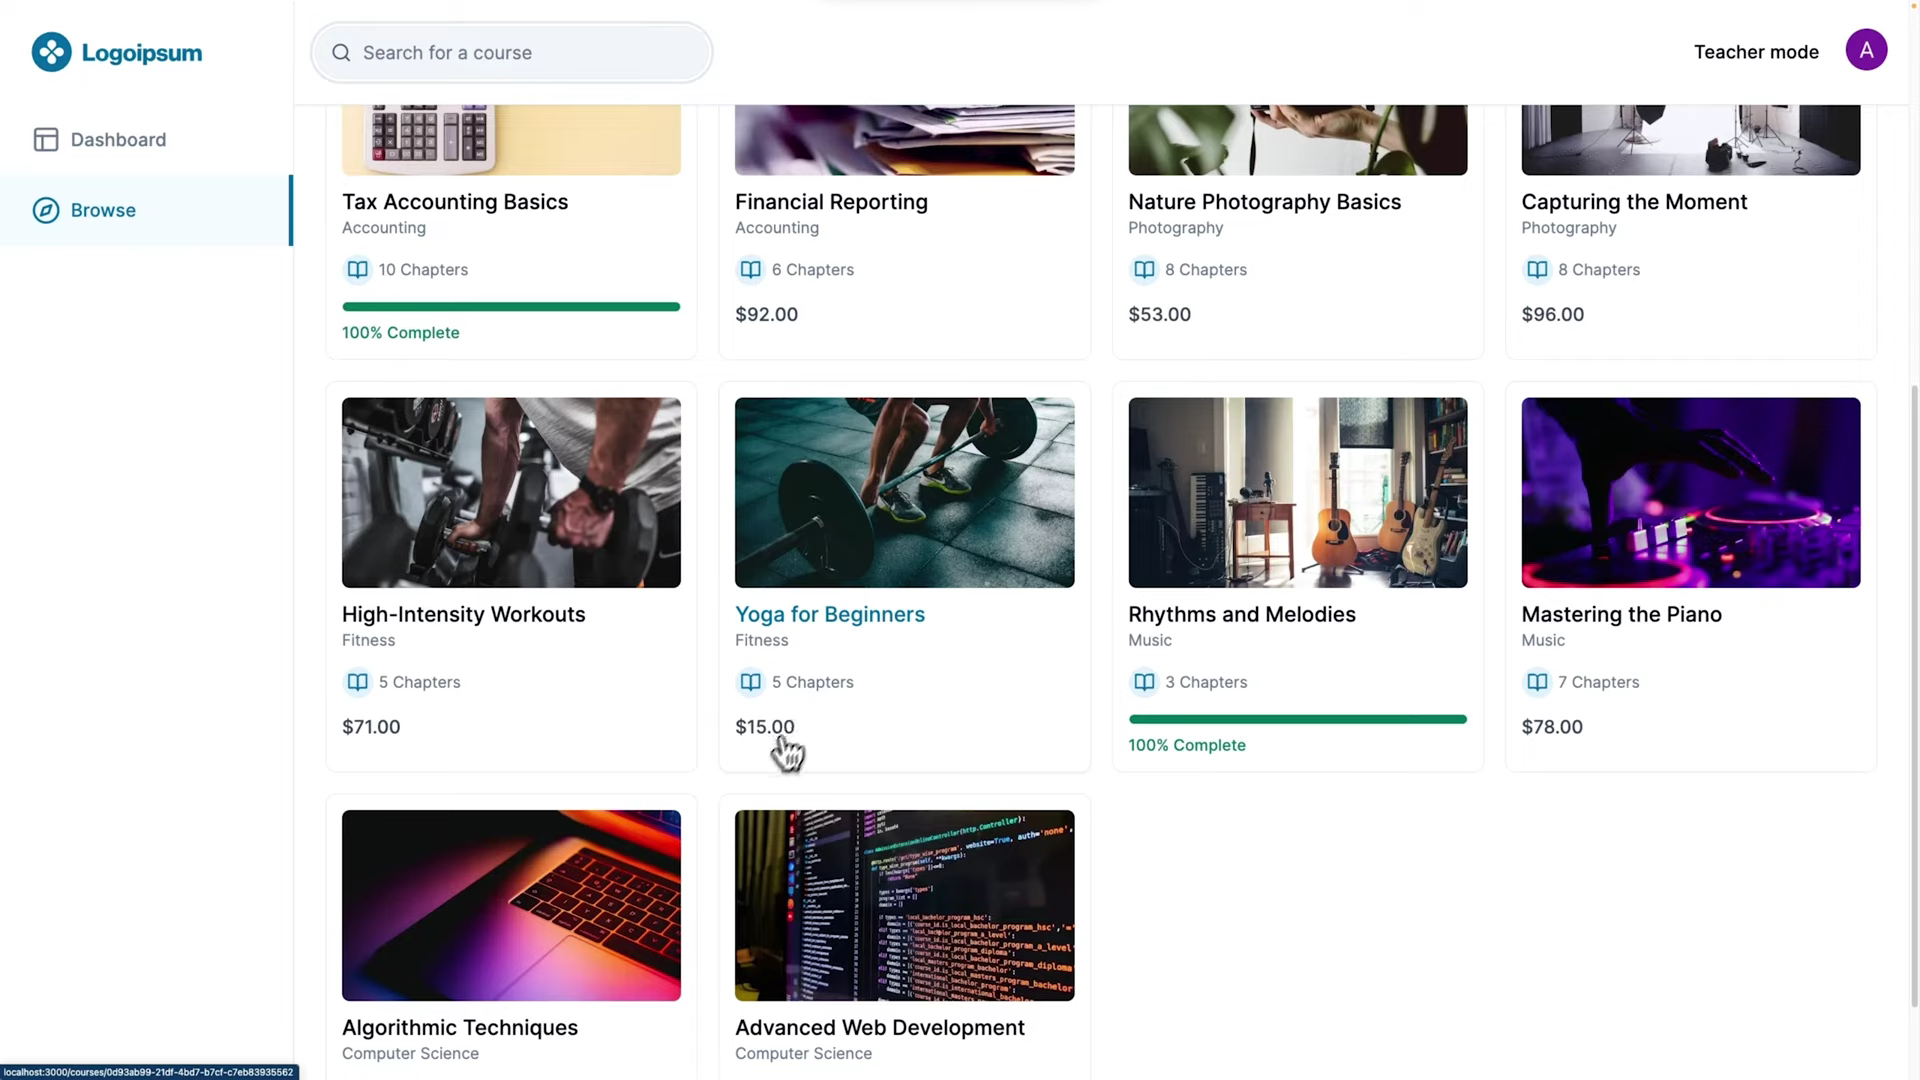 Logoipsum
Search for a course
Teacher mode
A
Dashboard
Browse
Tax Accounting Basics
Accounting
10 Chapters
100% Complete
Financial Reporting
Accounting
6 Chapters
$92.00
Nature Photography Basics
Photography
8 Chapters
$53.00
Capturing the Moment
Photography
8 Chapters
$96.00
High-Intensity Workouts
Fitness
5 Chapters
$71.00
Yoga for Beginners
Fitness
5 Chapters
$15.00
Rhythms and Melodies
Music
3 Chapters
100% Complete
Mastering the Piano
Music
7 Chapters
$78.00
Algorithmic Techniques
Computer Science
Advanced Web Development
Computer Science
localhost:3000/courses/0d93ab99-21df-4bd7-b7cf-c7eb83935562